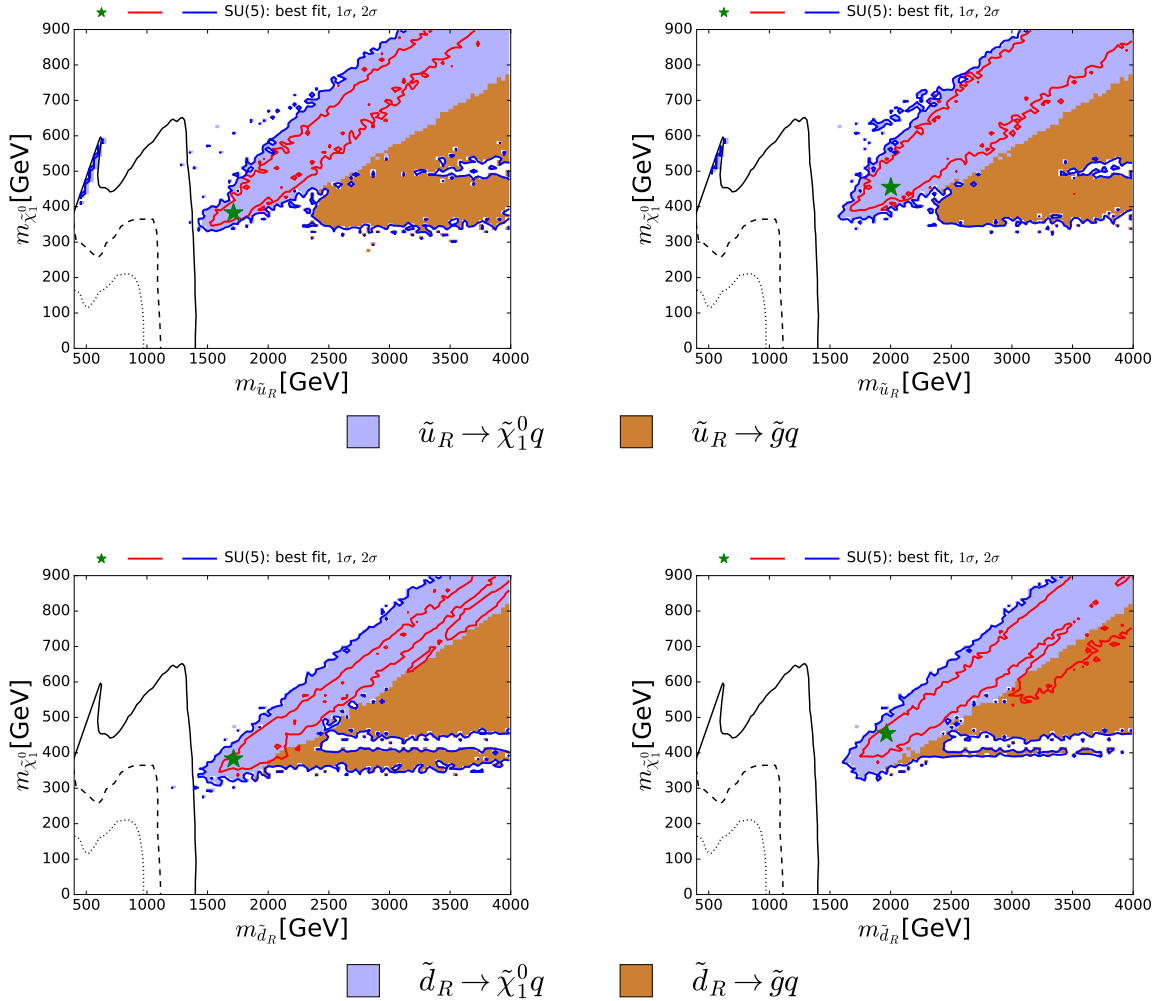 SU(5): best fit, 1σ, 2σ SU(5): best fit, 1σ, 2σ
900 900
800 800
700 700
600 600
500 500
400 400
300 300
200 200
100 100
0 0
m_{χ̃⁰₁}[GeV] m_{χ̃⁰₁}[GeV]
500 1000 1500 2000 2500 3000 3500 4000 500 1000 1500 2000 2500 3000 3500 4000
m_{ũ_R}[GeV] m_{ũ_R}[GeV]
ũ_R → χ̃⁰₁q ũ_R → g̃q
SU(5): best fit, 1σ, 2σ SU(5): best fit, 1σ, 2σ
900 900
800 800
700 700
600 600
500 500
400 400
300 300
200 200
100 100
0 0
m_{χ̃⁰₁}[GeV] m_{χ̃⁰₁}[GeV]
500 1000 1500 2000 2500 3000 3500 4000 500 1000 1500 2000 2500 3000 3500 4000
m_{d̃_R}[GeV] m_{d̃_R}[GeV]
d̃_R → χ̃⁰₁q d̃_R → g̃q